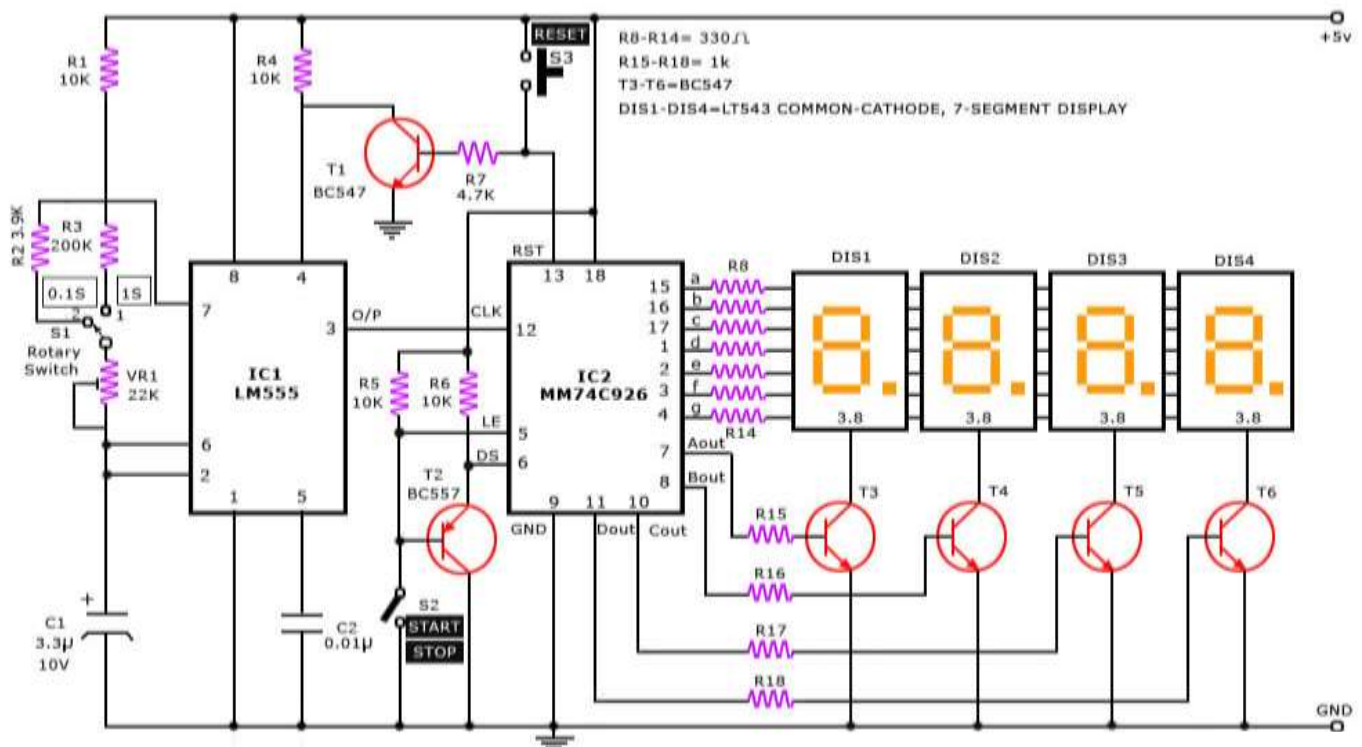 RESET
S3
R8-R14= 330Ω
R15-R18= 1k
T3-T6=BC547
DIS1-DIS4=LT543 COMMON-CATHODE, 7-SEGMENT DISPLAY
+5v
R1
10K
R4
10K
T1
BC547
R7
4.7K
R2 3.9K
R3
200K
0.1S
1S
2
1
S1
Rotary
Switch
VR1
22K
8
4
7
3
IC1
LM555
6
2
1
5
O/P
RST
13
18
CLK
12
IC2
MM74C926
R5
10K
R6
10K
LE
5
DS
6
9
11
10
GND
Dout
Cout
15
16
17
1
2
3
4
7
8
a
b
c
d
e
f
g
R8
R14
Aout
Bout
DIS1
DIS2
DIS3
DIS4
8.
8.
8.
8.
3.8
3.8
3.8
3.8
T2
BC557
T3
T4
T5
T6
R15
R16
R17
R18
+
C1
3.3µ
10V
C2
0.01µ
S2
START
STOP
GND